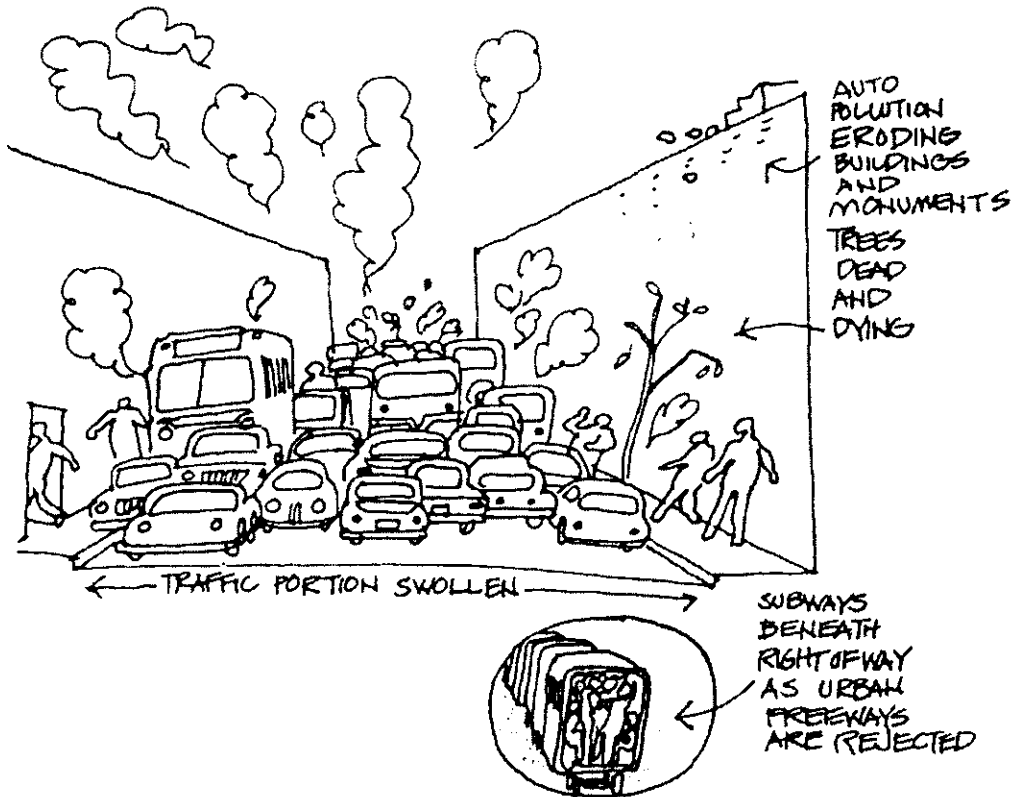 AUTO
POLLUTION
ERODING
BUILDINGS
AND
MONUMENTS
TREES
DEAD
AND
DYING
TRAFFIC PORTION SWOLLEN
SUBWAYS
BENEATH
RIGHT OF WAY
AS URBAN
FREEWAYS
ARE REJECTED